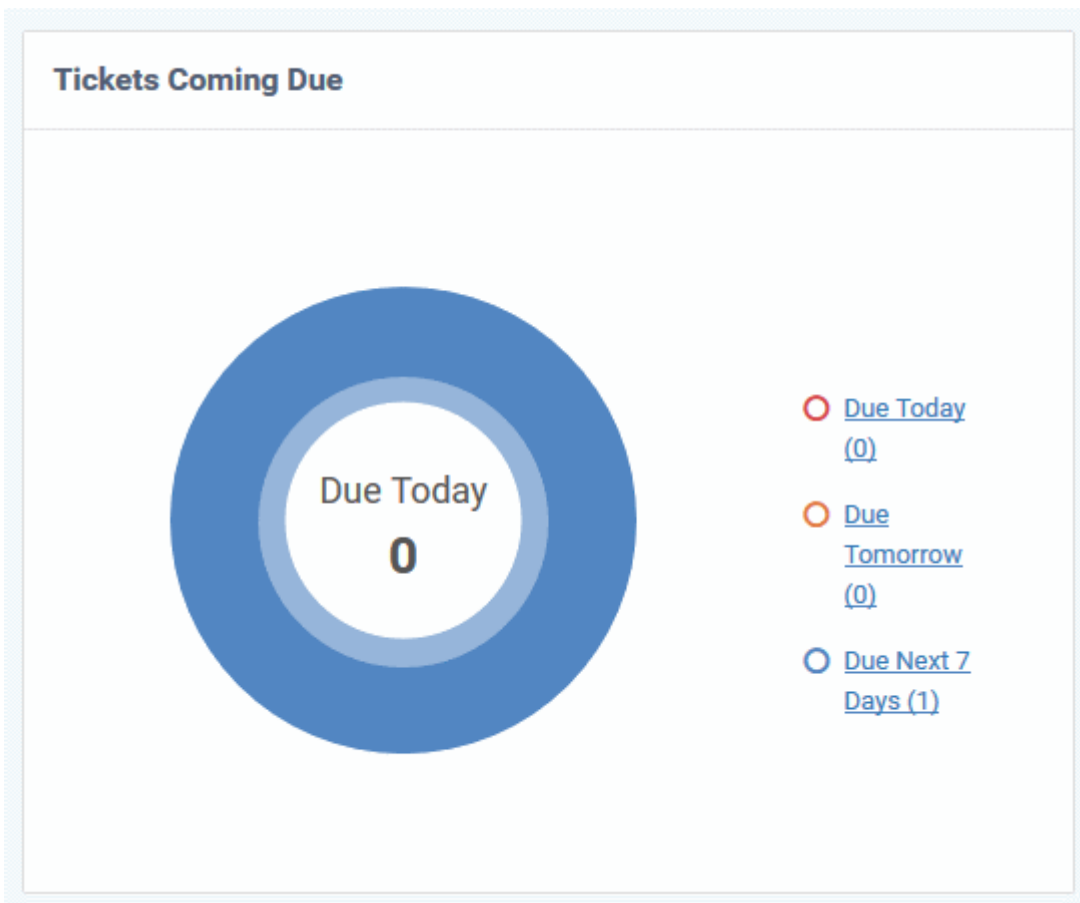 Tickets Coming Due
Due Today
0
Due Today
(0)
Due
Tomorrow
(0)
Due Next 7
Days (1)